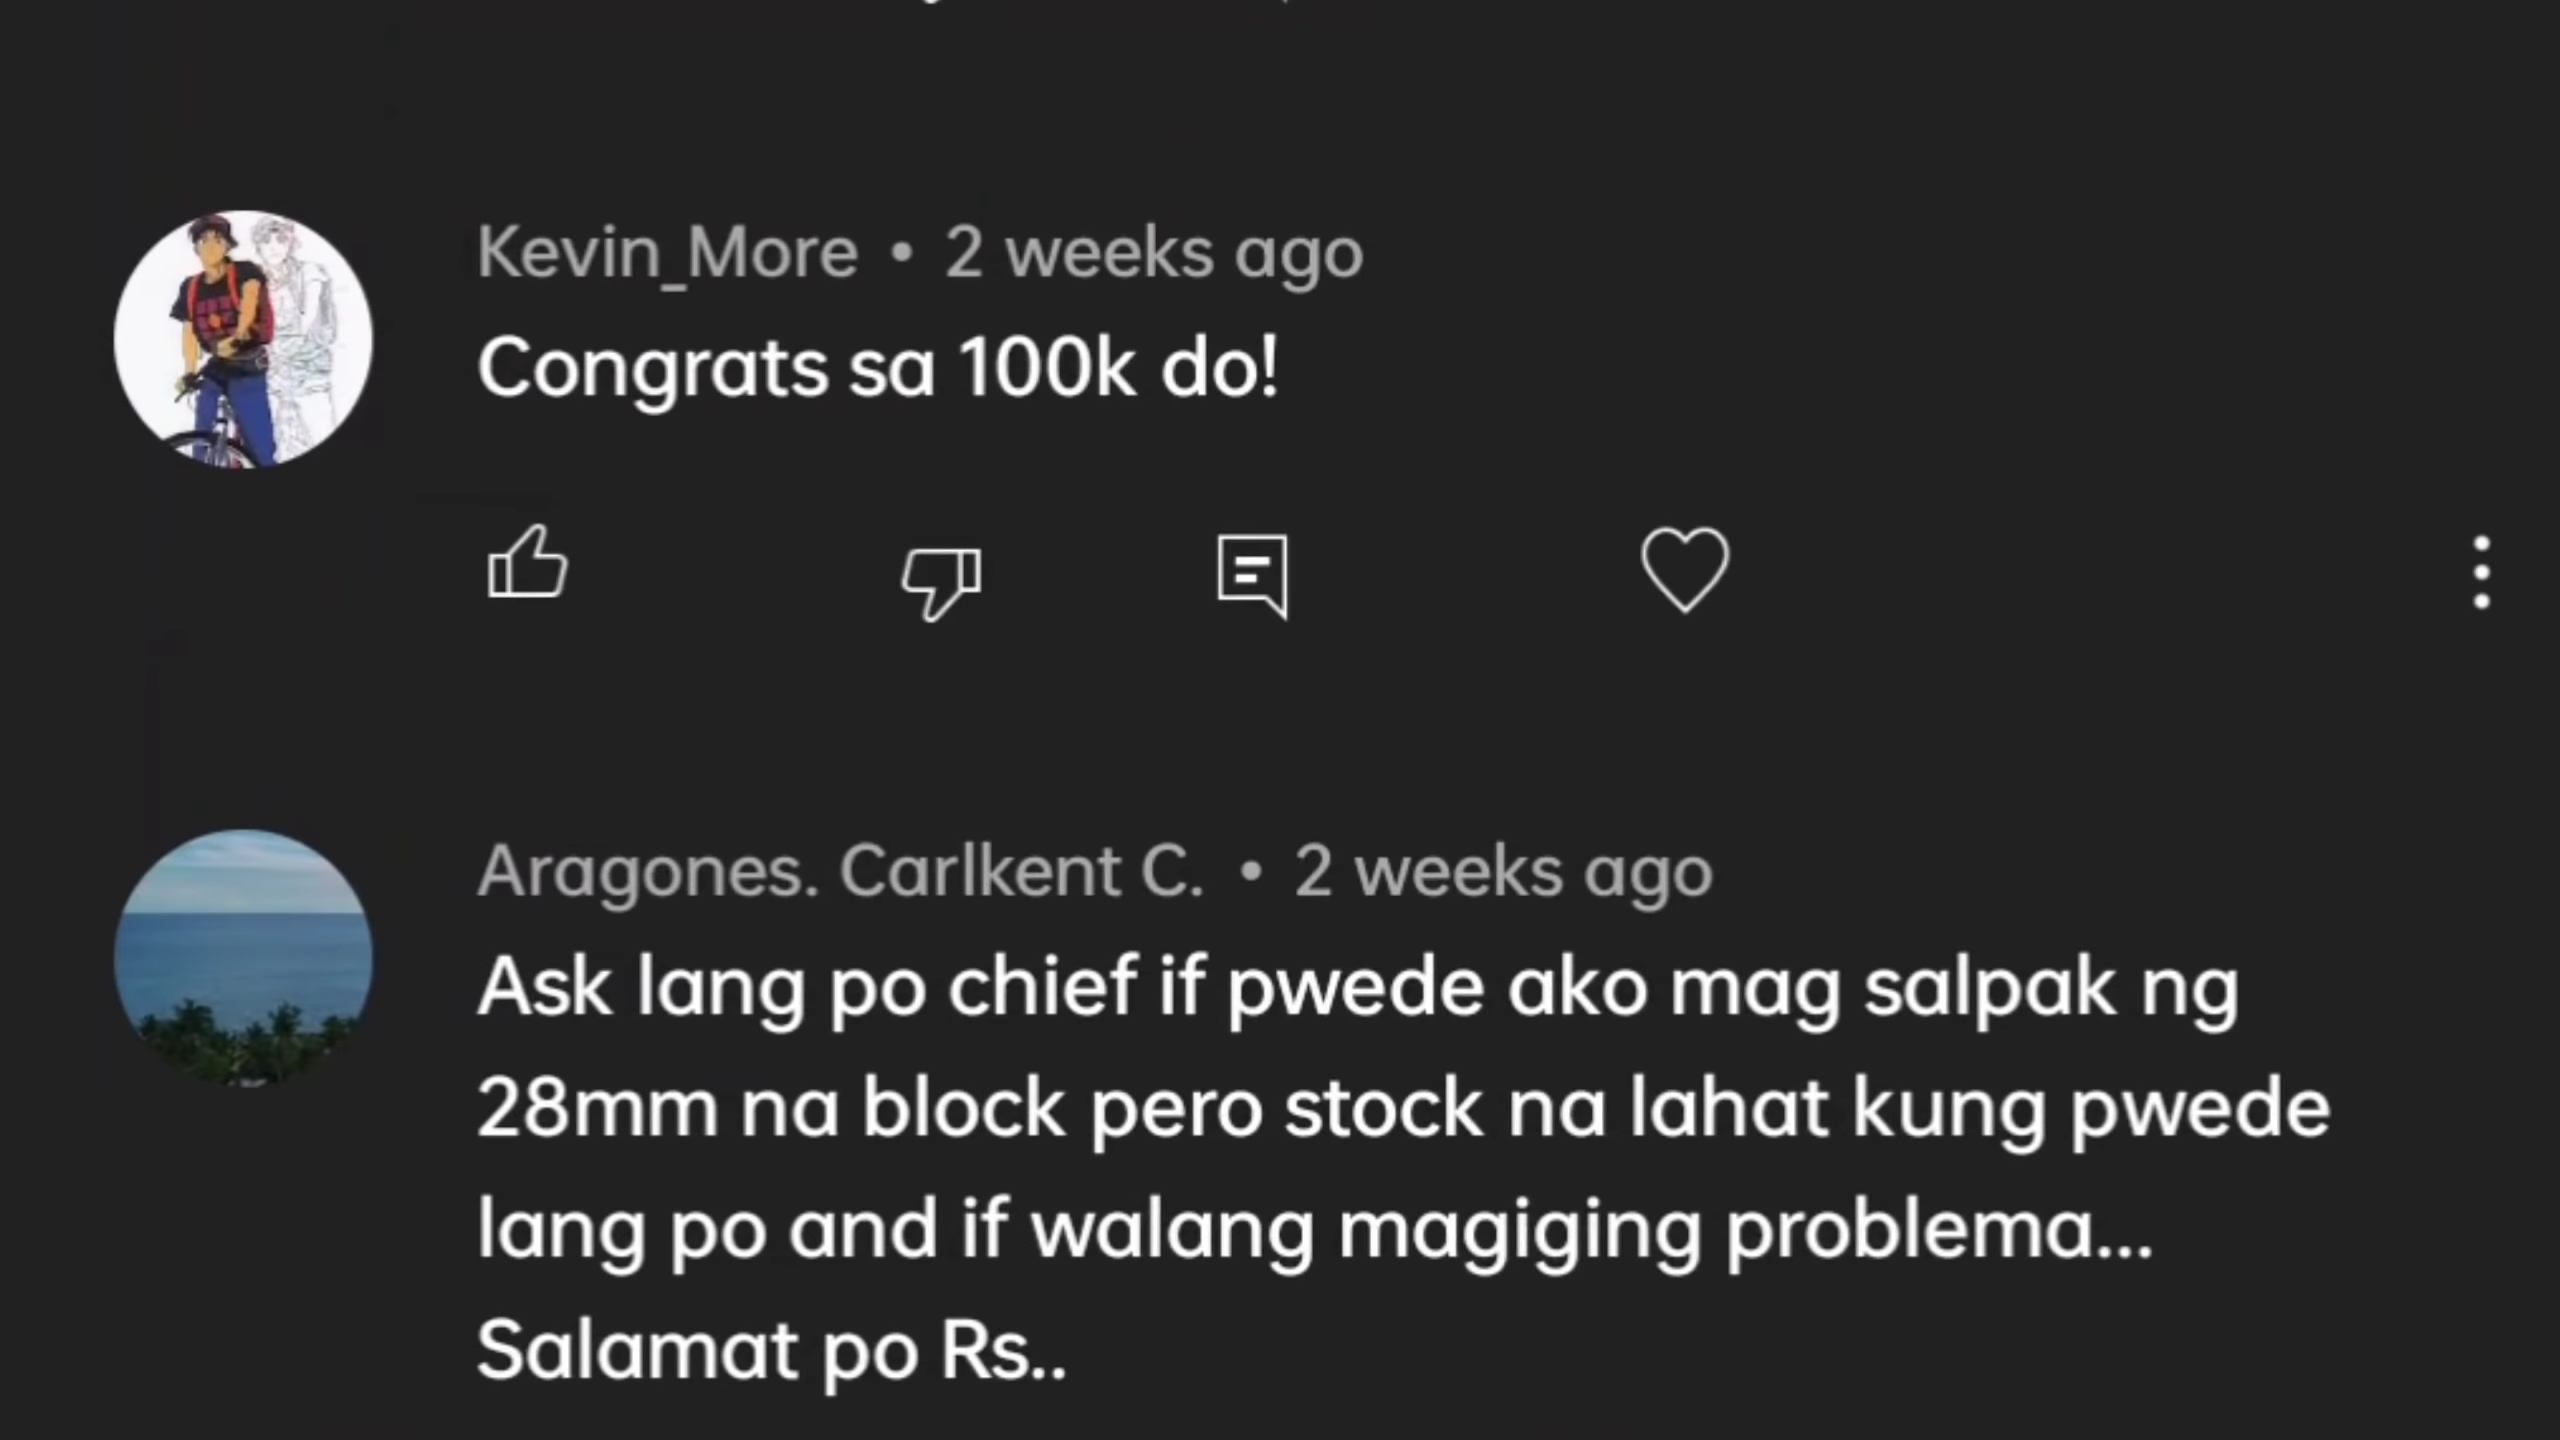 Kevin_More • 2 weeks ago
Congrats sa 100k do!
Aragones. Carlkent C. • 2 weeks ago
Ask lang po chief if pwede ako mag salpak ng
28mm na block pero stock na lahat kung pwede
lang po and if walang magiging problema...
Salamat po Rs..